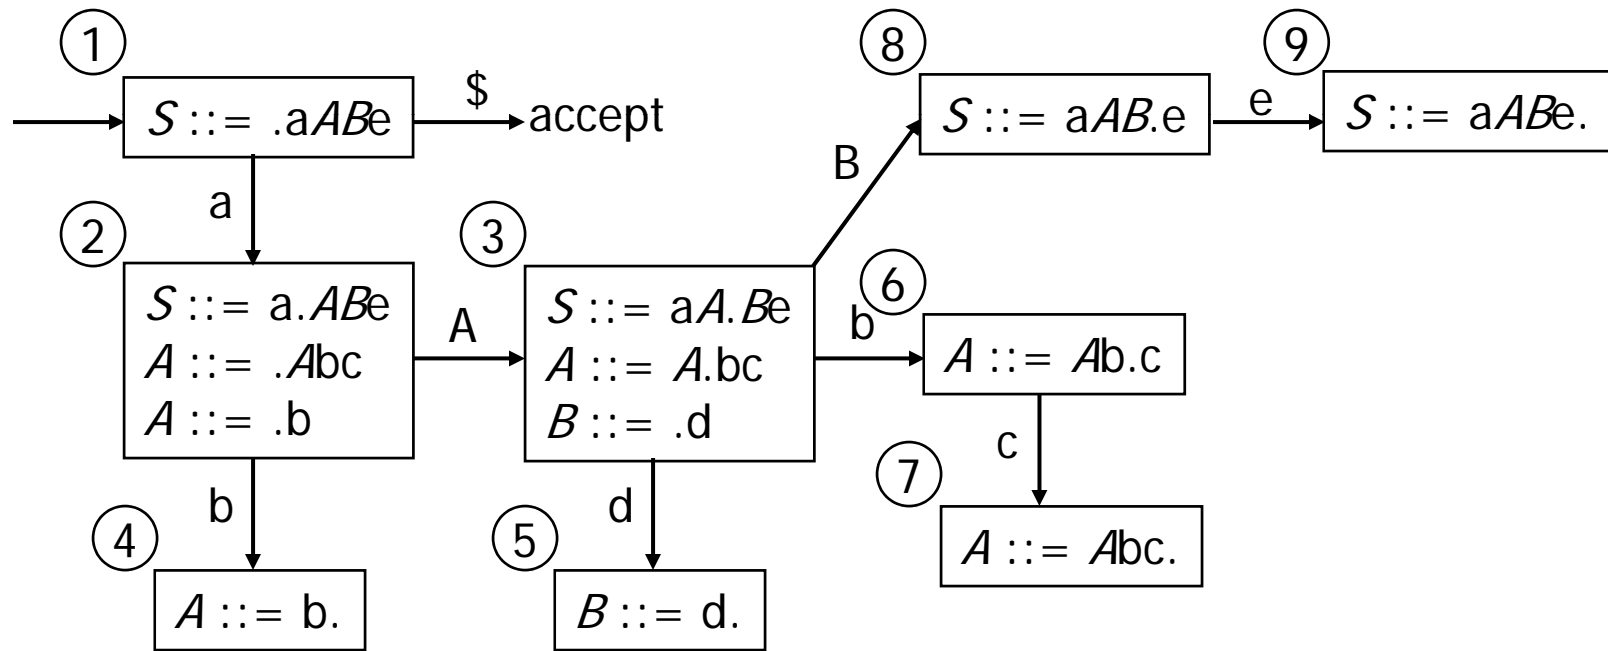 1
S ::= .aABe
$
accept
8
S ::= aAB.e
e
9
S ::= aABe.
a
B
2
S ::= a.ABe
A ::= .Abc
A ::= .b
A
3
S ::= aA.Be
A ::= A.bc
B ::= .d
b
6
A ::= Ab.c
c
7
A ::= Abc.
b
4
A ::= b.
d
5
B ::= d.